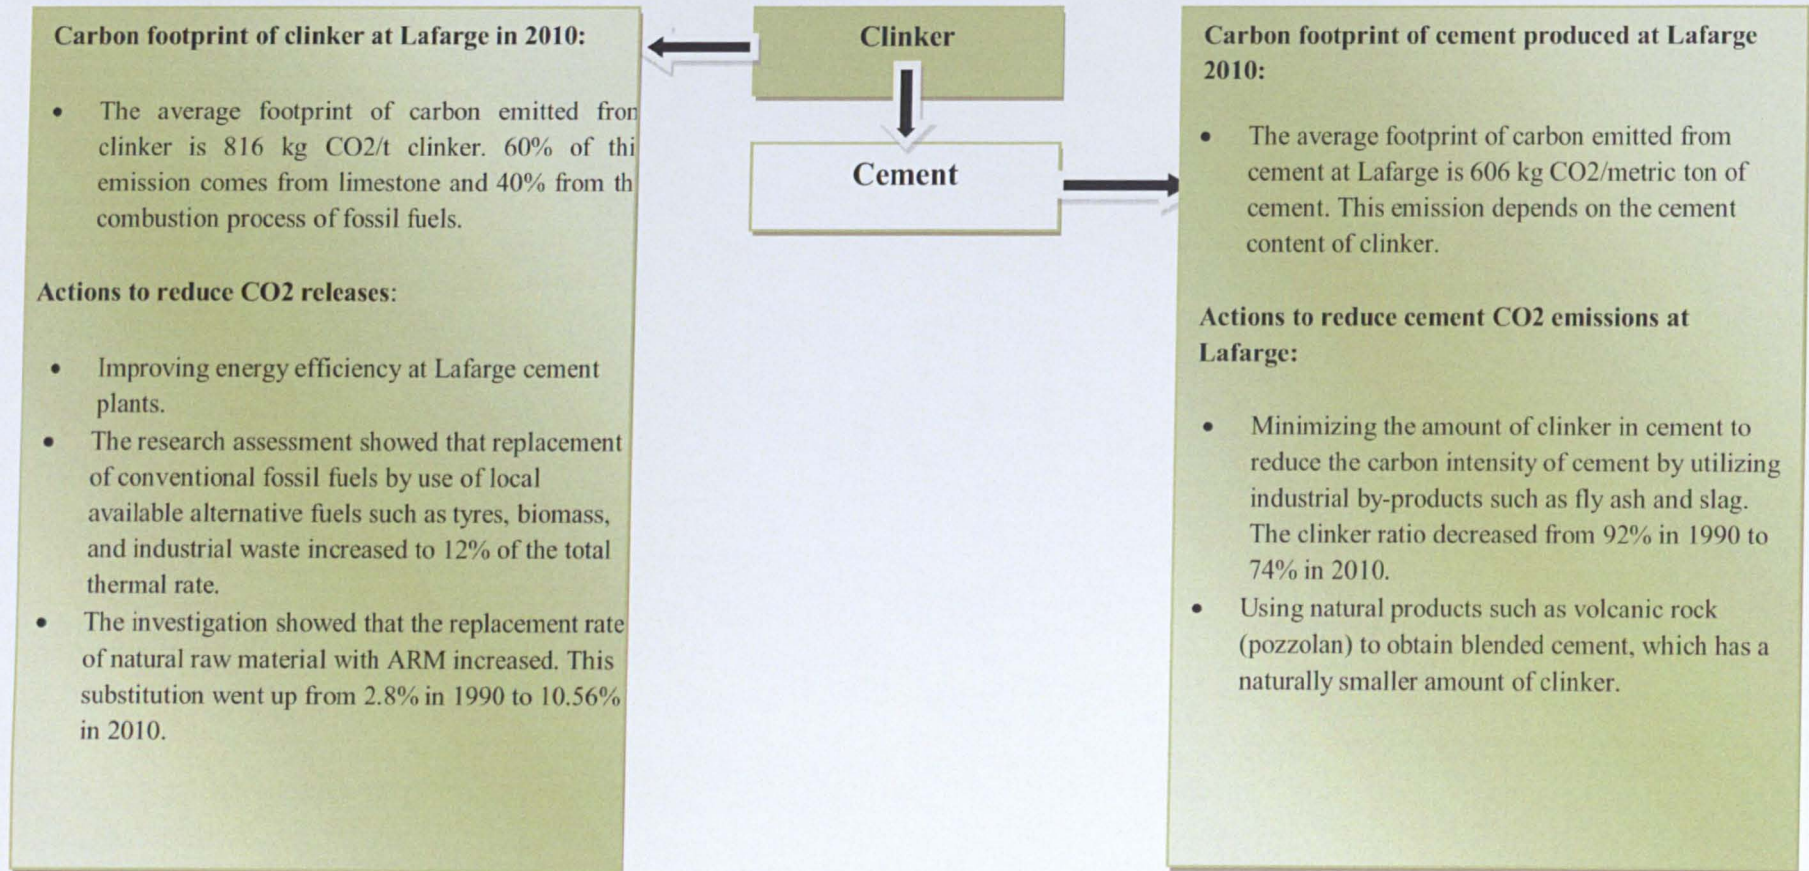 Carbon footprint of clinker at Lafarge in 2010:
• The average footprint of carbon emitted fron
clinker is 816 kg CO2/t clinker. 60% of thi
emission comes from limestone and 40% from th
combustion process of fossil fuels.
Actions to reduce CO2 releases:
• Improving energy efficiency at Lafarge cement
plants.
• The research assessment showed that replacement
of conventional fossil fuels by use of local
available alternative fuels such as tyres, biomass,
and industrial waste increased to 12% of the total
thermal rate.
• The investigation showed that the replacement rate
of natural raw material with ARM increased. This
substitution went up from 2.8% in 1990 to 10.56%
in 2010.
Clinker
Cement
Carbon footprint of cement produced at Lafarge
2010:
• The average footprint of carbon emitted from
cement at Lafarge is 606 kg CO2/metric ton of
cement. This emission depends on the cement
content of clinker.
Actions to reduce cement CO2 emissions at
Lafarge:
• Minimizing the amount of clinker in cement to
reduce the carbon intensity of cement by utilizing
industrial by-products such as fly ash and slag.
The clinker ratio decreased from 92% in 1990 to
74% in 2010.
• Using natural products such as volcanic rock
(pozzolan) to obtain blended cement, which has a
naturally smaller amount of clinker.